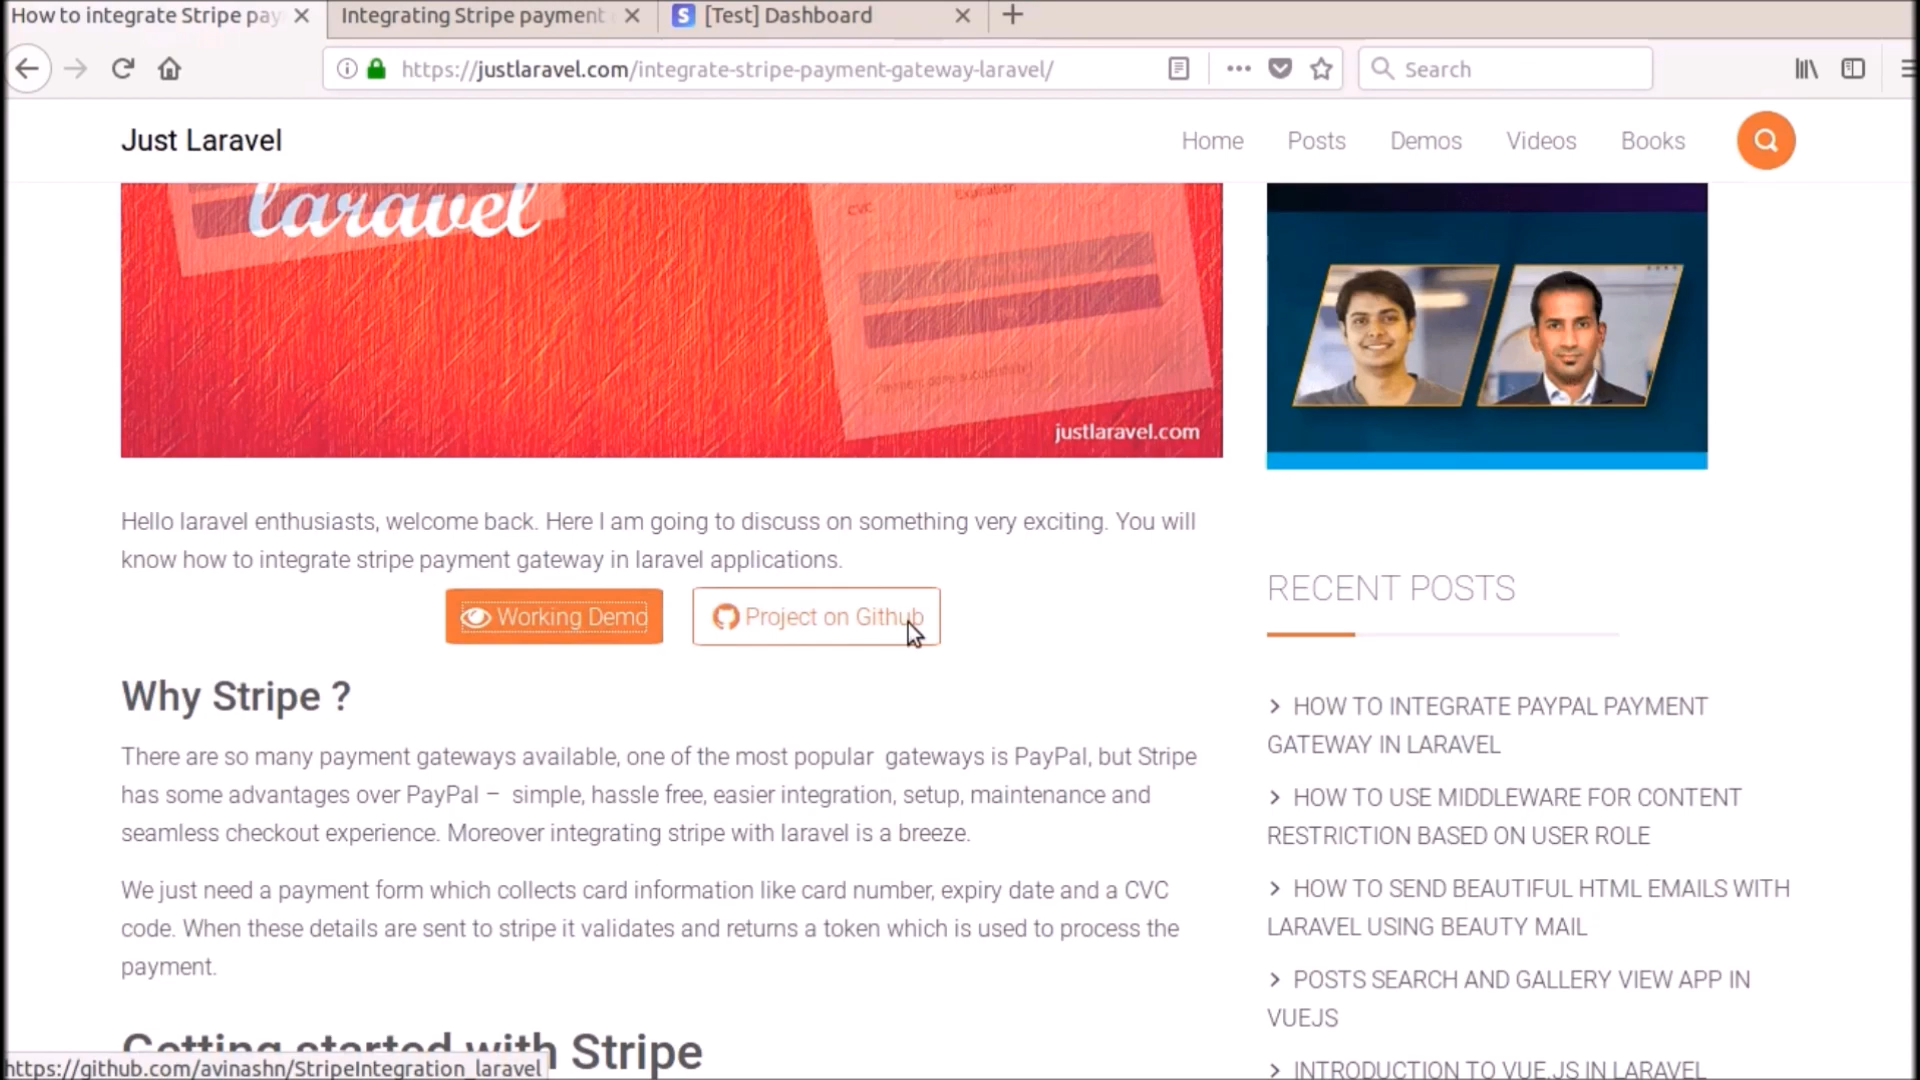 How to integrate Stripe pay
Integrating Stripe payment
S [Test] Dashboard
https://justlaravel.com/integrate-stripe-payment-gateway-laravel/
Search
Just Laravel
Home
Posts
Demos
Videos
Books
laravel
CVC
Expiration
justlaravel.com
Hello laravel enthusiasts, welcome back. Here I am going to discuss on something very exciting. You will
know how to integrate stripe payment gateway in laravel applications.
Working Demo
Project on Github
Why Stripe ?
There are so many payment gateways available, one of the most popular gateways is PayPal, but Stripe
has some advantages over PayPal – simple, hassle free, easier integration, setup, maintenance and
seamless checkout experience. Moreover integrating stripe with laravel is a breeze.
We just need a payment form which collects card information like card number, expiry date and a CVC
code. When these details are sent to stripe it validates and returns a token which is used to process the
payment.
Getting started with Stripe
https://github.com/avinashn/StripeIntegration_laravel
RECENT POSTS
HOW TO INTEGRATE PAYPAL PAYMENT
GATEWAY IN LARAVEL
HOW TO USE MIDDLEWARE FOR CONTENT
RESTRICTION BASED ON USER ROLE
HOW TO SEND BEAUTIFUL HTML EMAILS WITH
LARAVEL USING BEAUTY MAIL
POSTS SEARCH AND GALLERY VIEW APP IN
VUEJS
INTRODUCTION TO VUE.JS IN LARAVEL